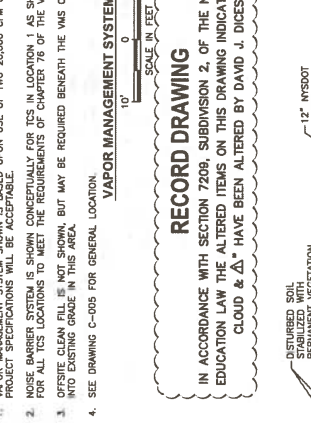 PROJECT SPECIFICATIONS WILL BE ACCEPTABLE.
2. NOISE BARRIER SYSTEM IS SHOWN CONCEPTUALLY FOR TCS IN LOCATION 1 AS
FOR ALL TCS LOCATIONS TO MEET THE REQUIREMENTS OF CHAPTER 76 OF THE
3. OFFSITE CLEAN FILL IS NOT SHOWN, BUT MAY BE REQUIRED BENEATH THE VMS
INTO EXISTING GRADE IN THIS AREA.
4. SEE DRAWING C-005 FOR GENERAL LOCATION.
VAPOR MANAGEMENT SYSTEM
10' 0
SCALE IN FEET
RECORD DRAWING
IN ACCORDANCE WITH SECTION 7209, SUBDIVISION 2, OF THE
EDUCATION LAW THE ALTERED ITEMS ON THIS DRAWING
CLOUD & Δ" HAVE BEEN ALTERED BY DAVID J.
12" NYSDOT
DISTURBED SOIL
STABILIZED WITH
PERMANENT VEGETATION